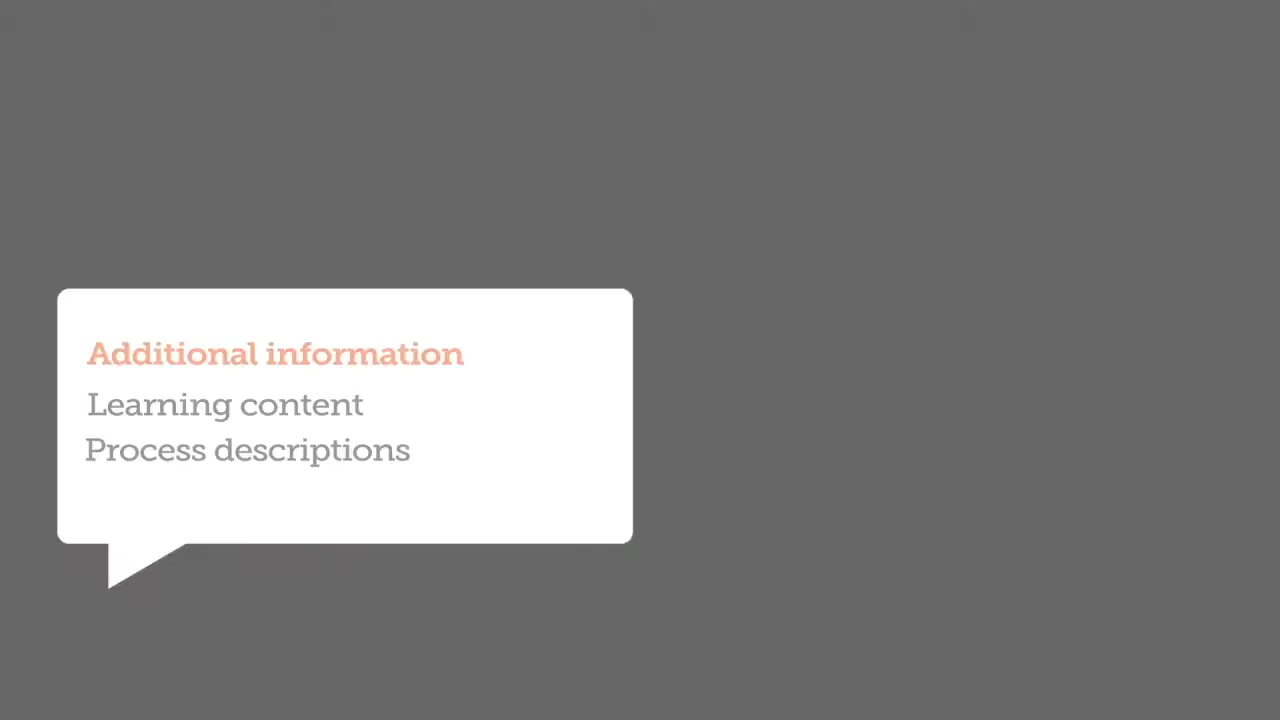 Additional information
Learning content
Process descriptions